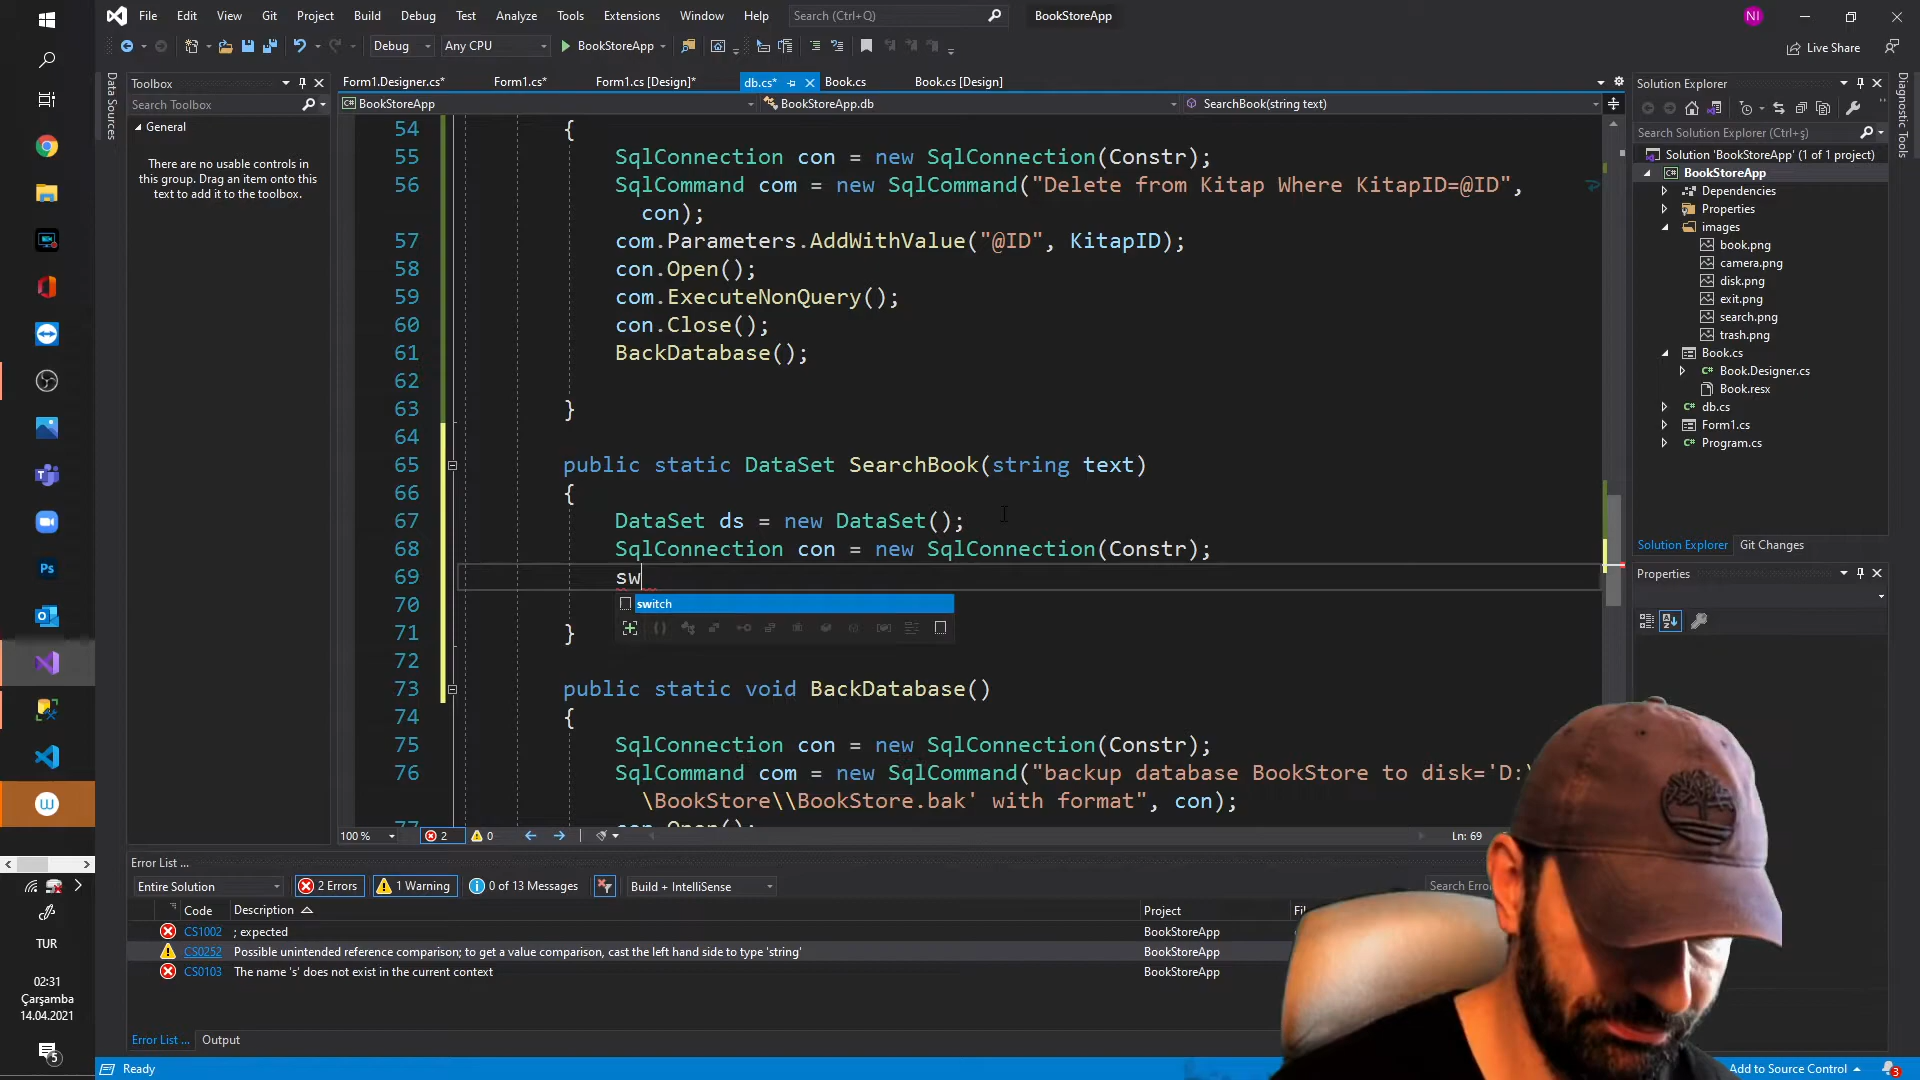 File Edit View Git Project Build Debug Test Analyze Tools Extensions Window Help Search (Ctrl+Q) BookStoreApp NI
Debug Any CPU BookStoreApp Live Share
Data Sources
Toolbox
Search Toolbox
General
There are no usable controls in
this group. Drag an item onto this
text to add it to the toolbox.
Form1.Designer.cs* Form1.cs* Form1.cs [Design]* db.cs* Book.cs Book.cs [Design]
BookStoreApp BookStoreApp.db SearchBook(string text)
54 {
55 SqlConnection con = new SqlConnection(Constr);
56 SqlCommand com = new SqlCommand("Delete from Kitap Where KitapID=@ID",
con);
57 com.Parameters.AddWithValue("@ID", KitapID);
58 con.Open();
59 com.ExecuteNonQuery();
60 con.Close();
61 BackDatabase();
62
63 }
64
65 public static DataSet SearchBook(string text)
66 {
67 DataSet ds = new DataSet();
68 SqlConnection con = new SqlConnection(Constr);
69 sw
switch
70
71 }
72
73 public static void BackDatabase()
74 {
75 SqlConnection con = new SqlConnection(Constr);
76 SqlCommand com = new SqlCommand("backup database BookStore to disk='D:\
\BookStore\\BookStore.bak' with format", con);
77 con.Open();
100 % 2 0 Ln: 69
Solution Explorer
Search Solution Explorer (Ctrl+ş)
Solution 'BookStoreApp' (1 of 1 project)
BookStoreApp
Dependencies
Properties
images
book.png
camera.png
disk.png
exit.png
search.png
trash.png
Book.cs
Book.Designer.cs
Book.resx
db.cs
Form1.cs
Program.cs
Solution Explorer Git Changes
Properties
Diagnostic Tools
Error List ...
Entire Solution 2 Errors 1 Warning 0 of 13 Messages Build + IntelliSense
Code Description Project
CS1002 ; expected BookStoreApp
CS0252 Possible unintended reference comparison; to get a value comparison, cast the left hand side to type 'string' BookStoreApp
CS0103 The name 's' does not exist in the current context BookStoreApp
Error List ... Output
Ready Add to Source Control 3
Ps
TUR
02:31
Çarşamba
14.04.2021
5